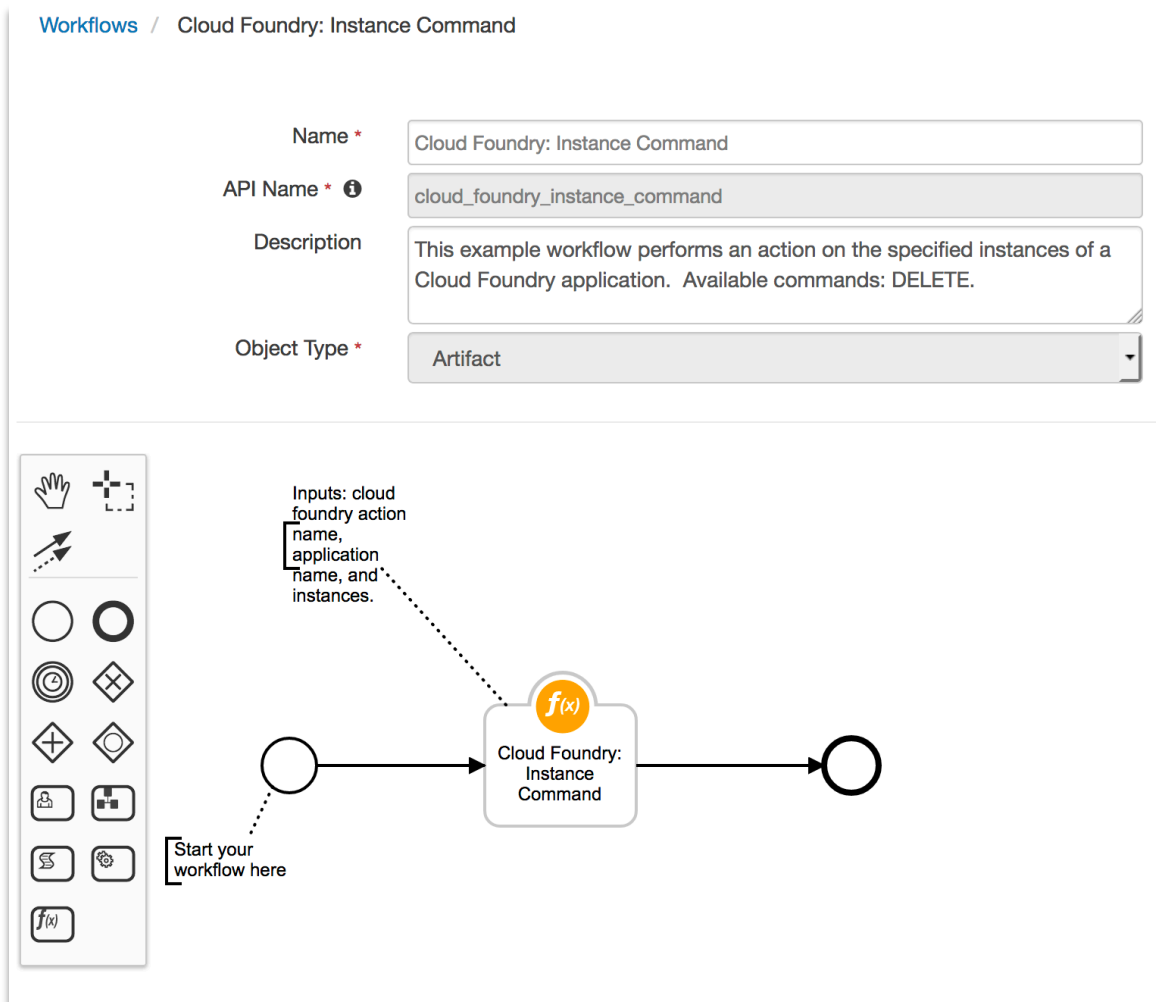 Workflows / Cloud Foundry: Instance Command
Name *
Cloud Foundry: Instance Command
API Name *
cloud_foundry_instance_command
Description
This example workflow performs an action on the specified instances of a
Cloud Foundry application.  Available commands: DELETE.
Object Type *
Artifact
Inputs: cloud
foundry action
name,
application
name, and
instances.
f(x)
Cloud Foundry:
Instance
Command
Start your
workflow here
f(x)